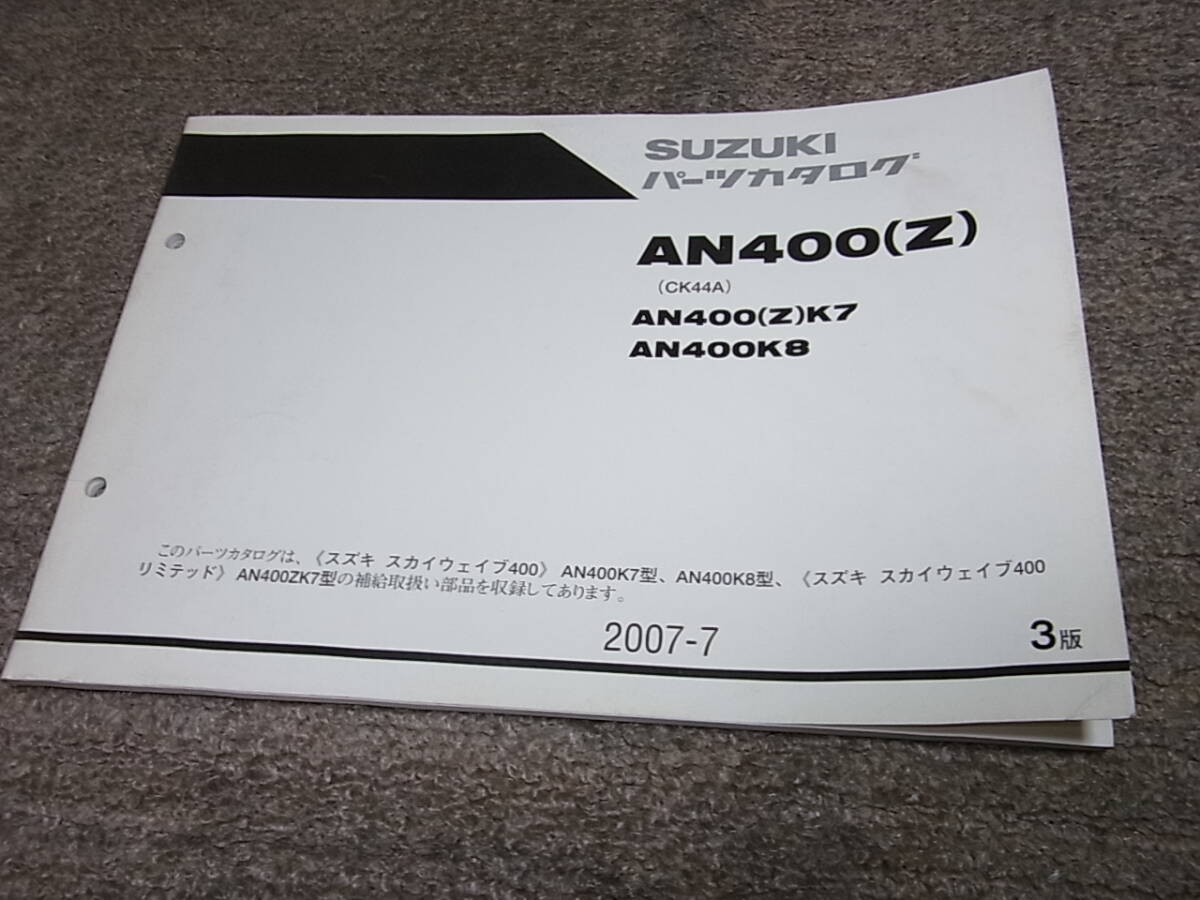 SUZUKI
パーツカタログ
AN400(Z)
(CK44A)
AN400(Z)K7
AN400K8
このパーツカタログは、《スズキ スカイウェイブ400》 AN400K7型、AN400K8型、《スズキ スカイウェイブ400
リミテッド》 AN400ZK7型の補給取扱い部品を収録してあります。
2007-7
3版